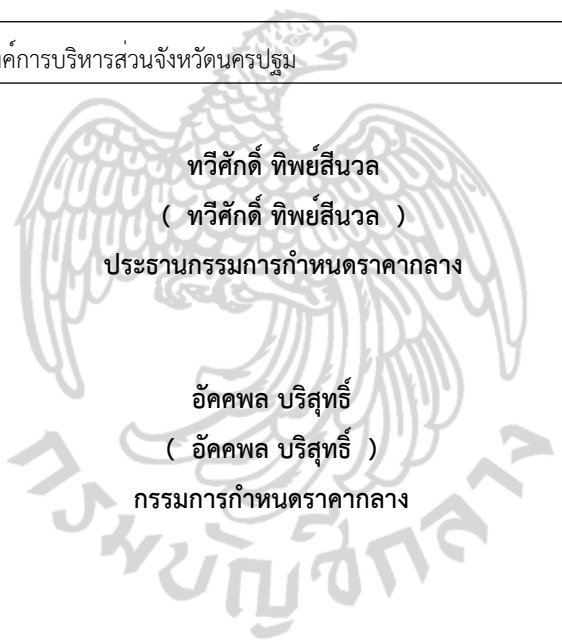 ค์การบริหารส่วนจังหวัดนครปฐม
ทวีศักดิ์ ทิพย์สีนวล
( ทวีศักดิ์ ทิพย์สีนวล )
ประธานกรรมการกำหนดราคากลาง
อัคคพล บริสุทธิ์
( อัคคพล บริสุทธิ์ )
กรรมการกำหนดราคากลาง
กรมบัญชีกลาง